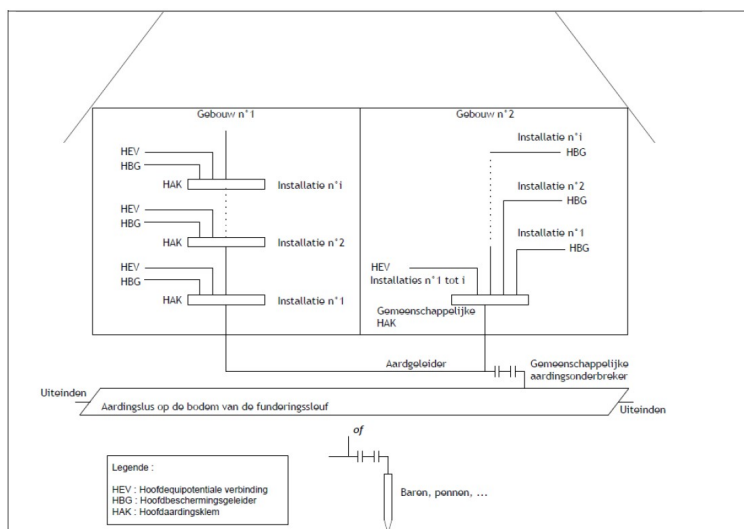 Gebouw n°1
HEV
HBG
HAK
Installatie n°i
HEV
HBG
HAK
Installatie n°2
HEV
HBG
HAK
Installatie n°1
Gebouw n°2
Installatie n°i
HBG
Installatie n°2
HBG
Installatie n°1
HBG
HEV
Installaties n°1 tot i
Gemeenschappelijke
HAK
Aardgeleider
Gemeenschappelijke
aardingsonderbreker
Uiteinden
Aardingslus op de bodem van de funderingssleuf
Uiteinden
of
Baren, pennen, ...
Legende :
HEV : Hoofdequipotentiale verbinding
HBG : Hoofdbeschermingsgeleider
HAK : Hoofdaardingsklem